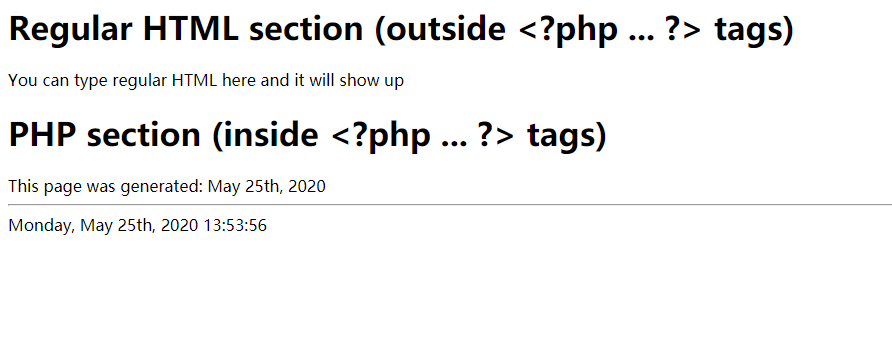 Regular HTML section (outside <?php ... ?> tags)
You can type regular HTML here and it will show up
PHP section (inside <?php ... ?> tags)
This page was generated: May 25th, 2020
Monday, May 25th, 2020 13:53:56